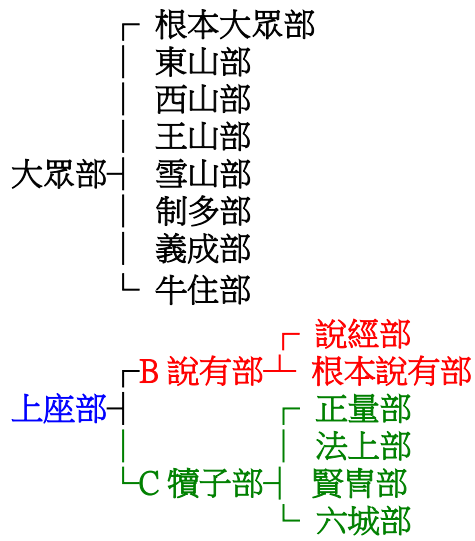 根本大眾部
東山部
西山部
王山部
大眾部 雪山部
制多部
義成部
牛住部
說經部
B 說有部 根本說有部
上座部 正量部
法上部
C 犢子部 賢胄部
六城部